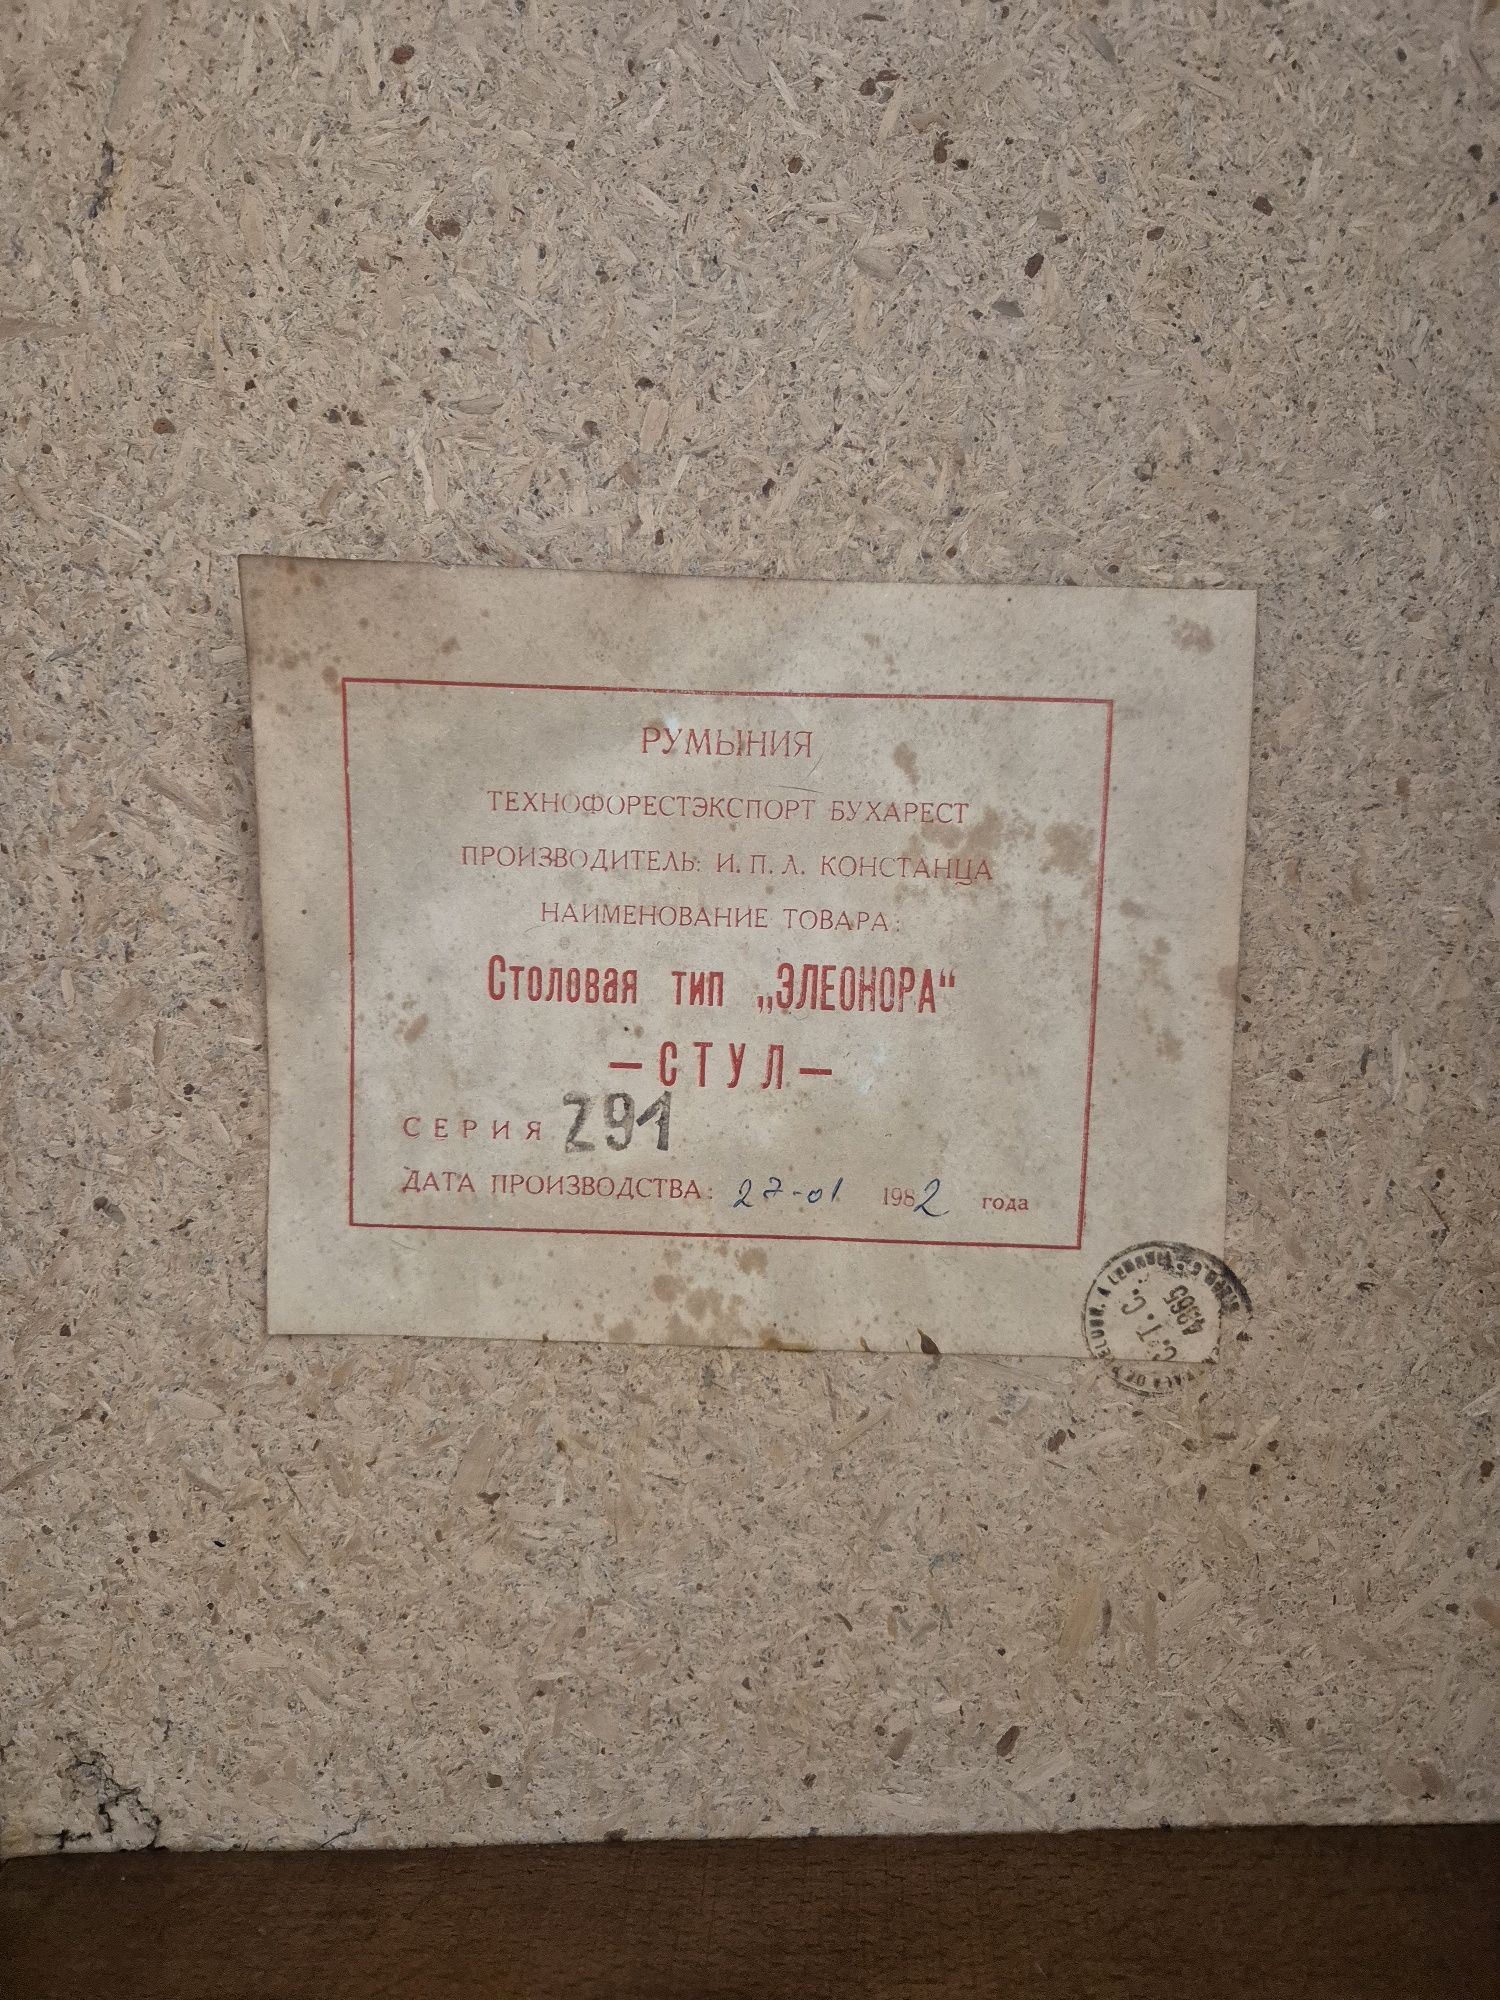 РУМЫНИЯ
ТЕХНОФОРЕСТЭКСПОРТ БУХАРЕСТ
ПРОИЗВОДИТЕЛЬ: И. П. Л. КОНСТАНЦА
НАИМЕНОВАНИЕ ТОВАРА:
Столовая тип „ЭЛЕОНОРА“
— СТУЛ —
СЕРИЯ 291
ДАТА ПРОИЗВОДСТВА: 27-01 1982 года
C.T.C.
4365